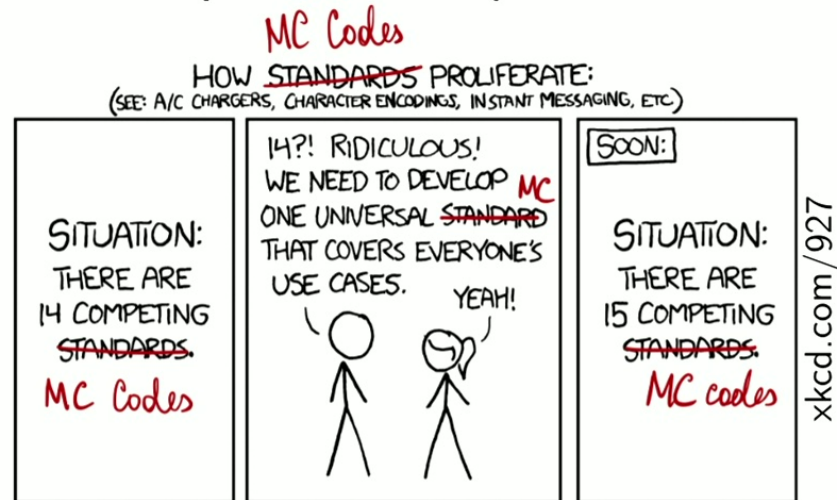 MC Codes
HOW STANDARDS PROLIFERATE:
(SEE: A/C CHARGERS, CHARACTER ENCODINGS, INSTANT MESSAGING, ETC.)
SITUATION:
THERE ARE
14 COMPETING
STANDARDS.
MC Codes
14?! RIDICULOUS!
WE NEED TO DEVELOP
MC
ONE UNIVERSAL STANDARD
THAT COVERS EVERYONE'S
USE CASES.
YEAH!
SOON:
SITUATION:
THERE ARE
15 COMPETING
STANDARDS.
MC codes
xkcd.com/927